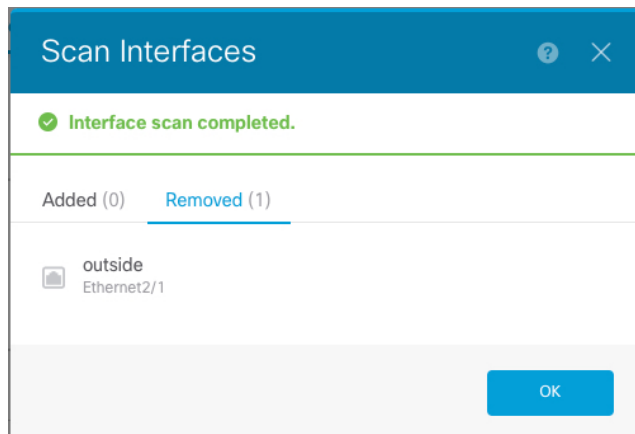 Scan Interfaces
Interface scan completed.
Added (0) Removed (1)
outside
Ethernet2/1
OK